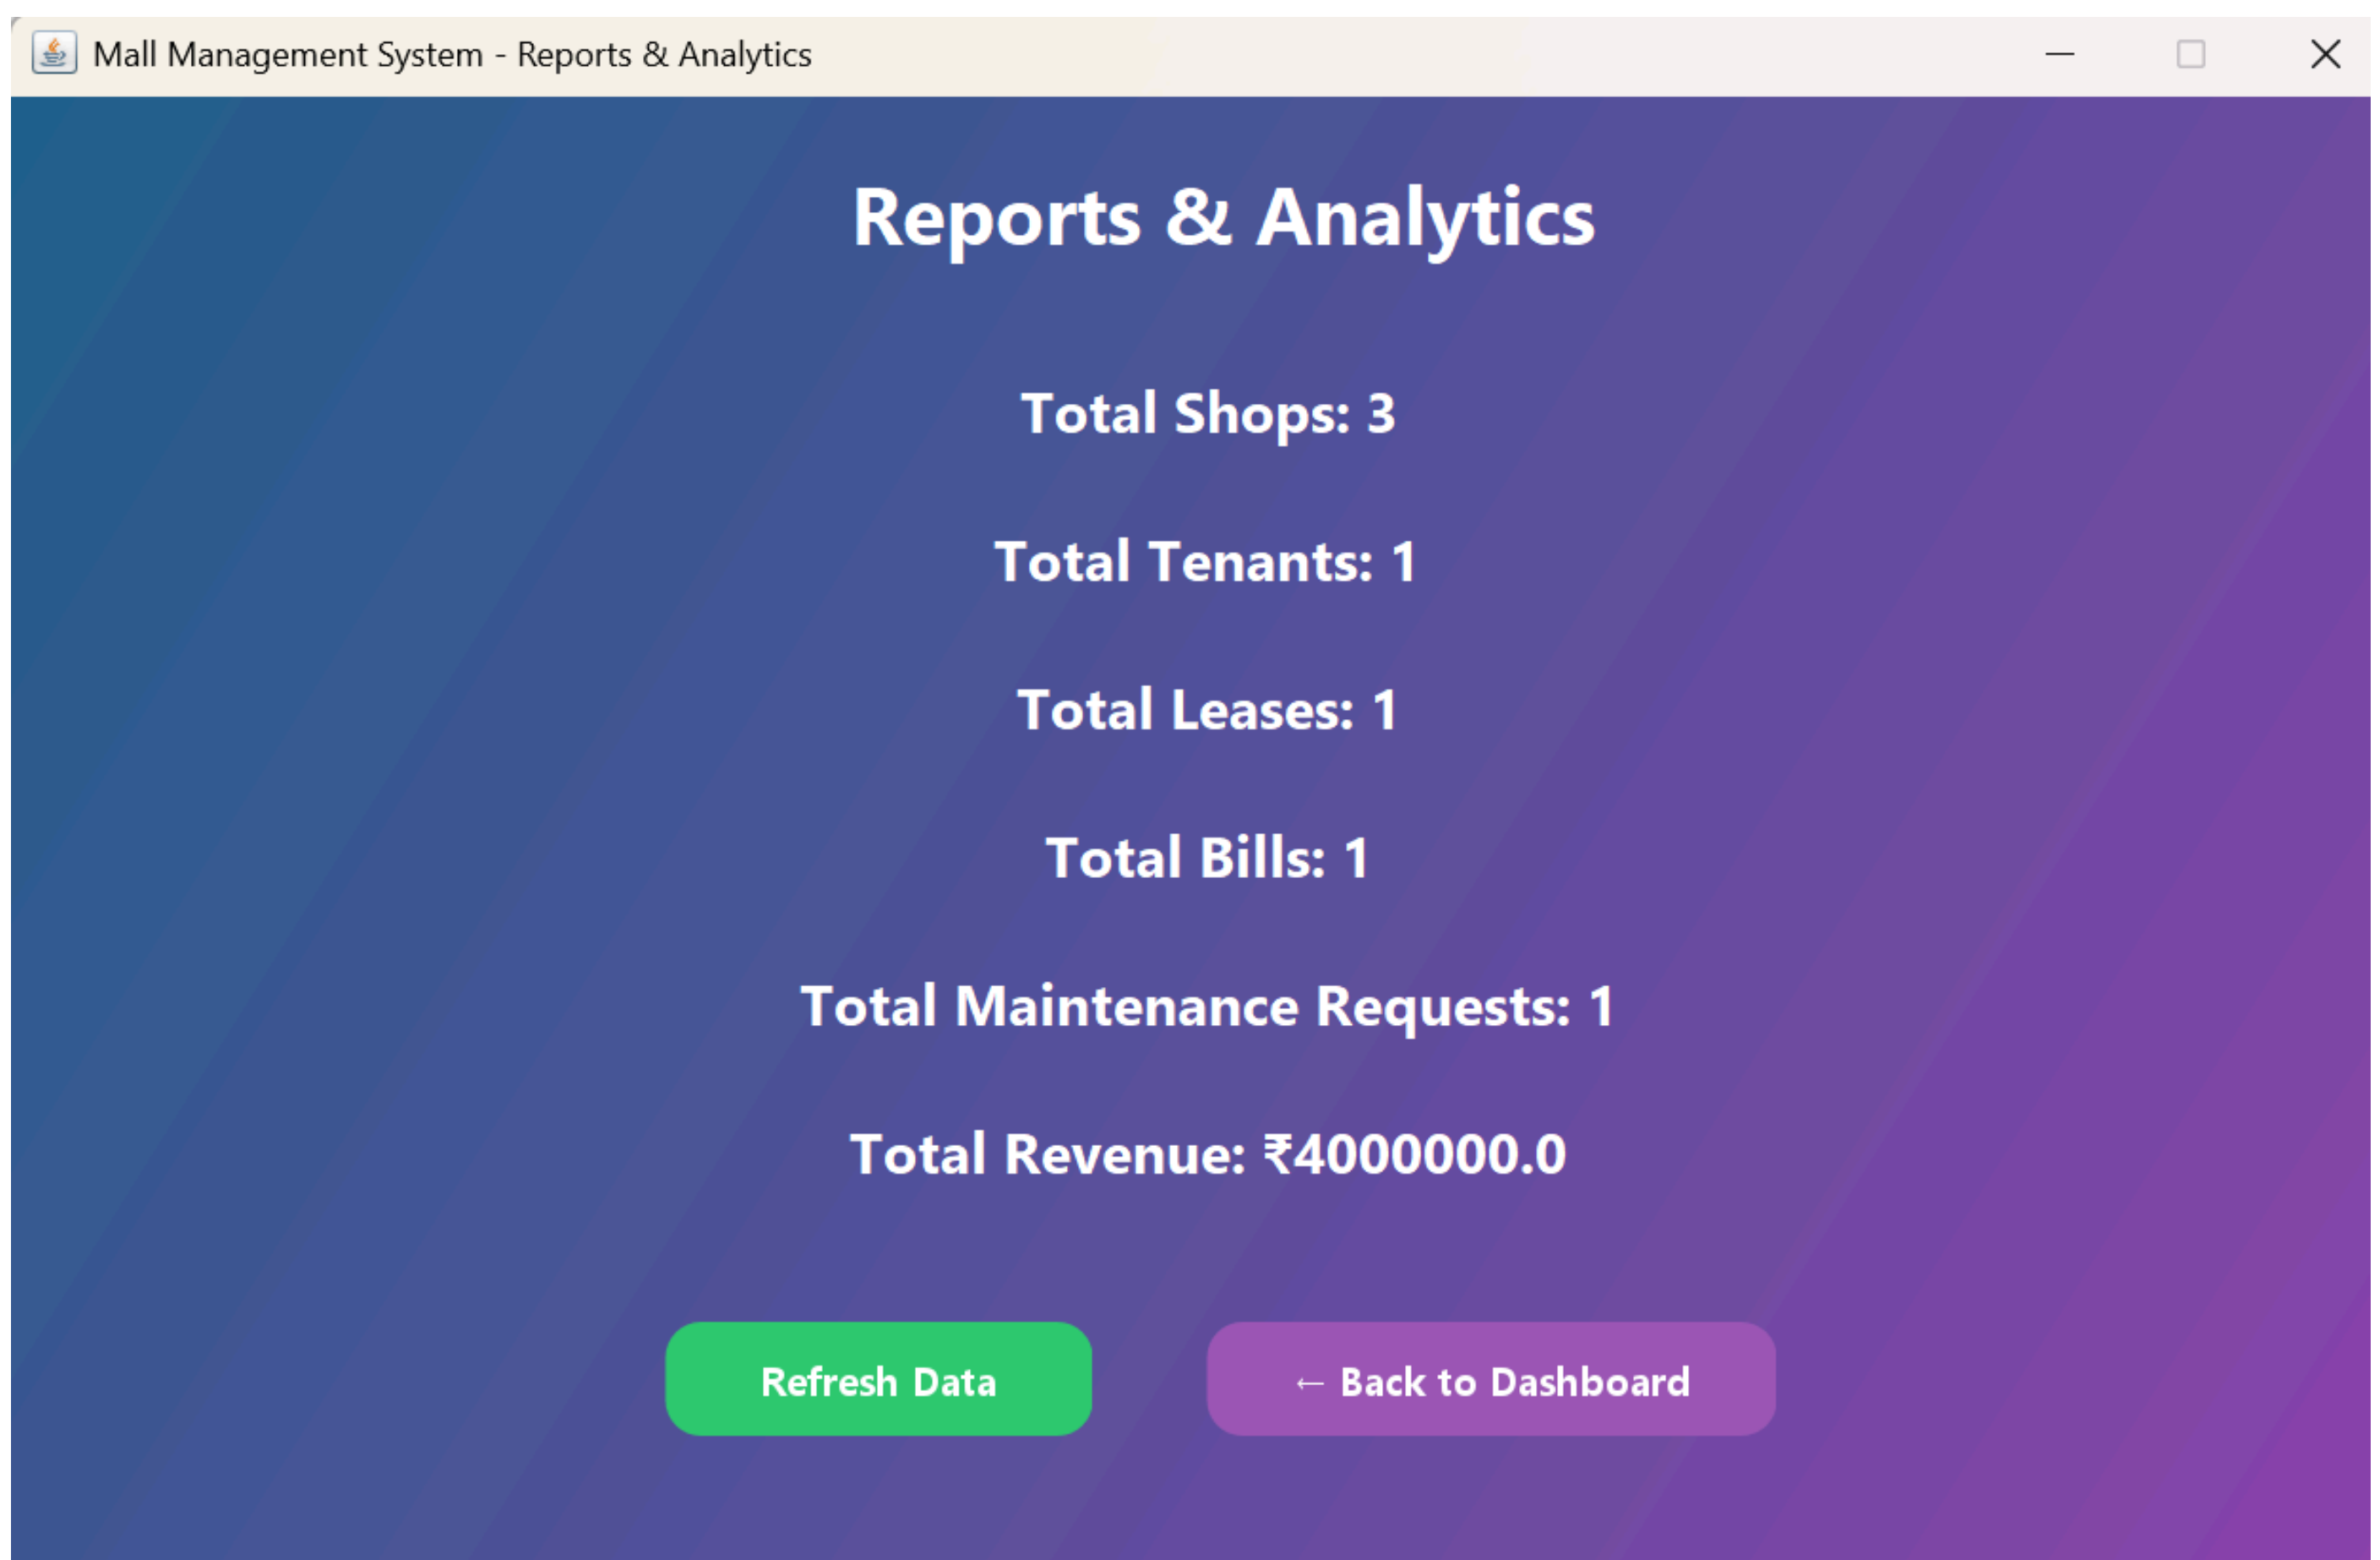 Mall Management System - Reports & Analytics
Reports & Analytics
Total Shops: 3
Total Tenants: 1
Total Leases: 1
Total Bills: 1
Total Maintenance Requests: 1
Total Revenue: ₹4000000.0
Refresh Data
← Back to Dashboard